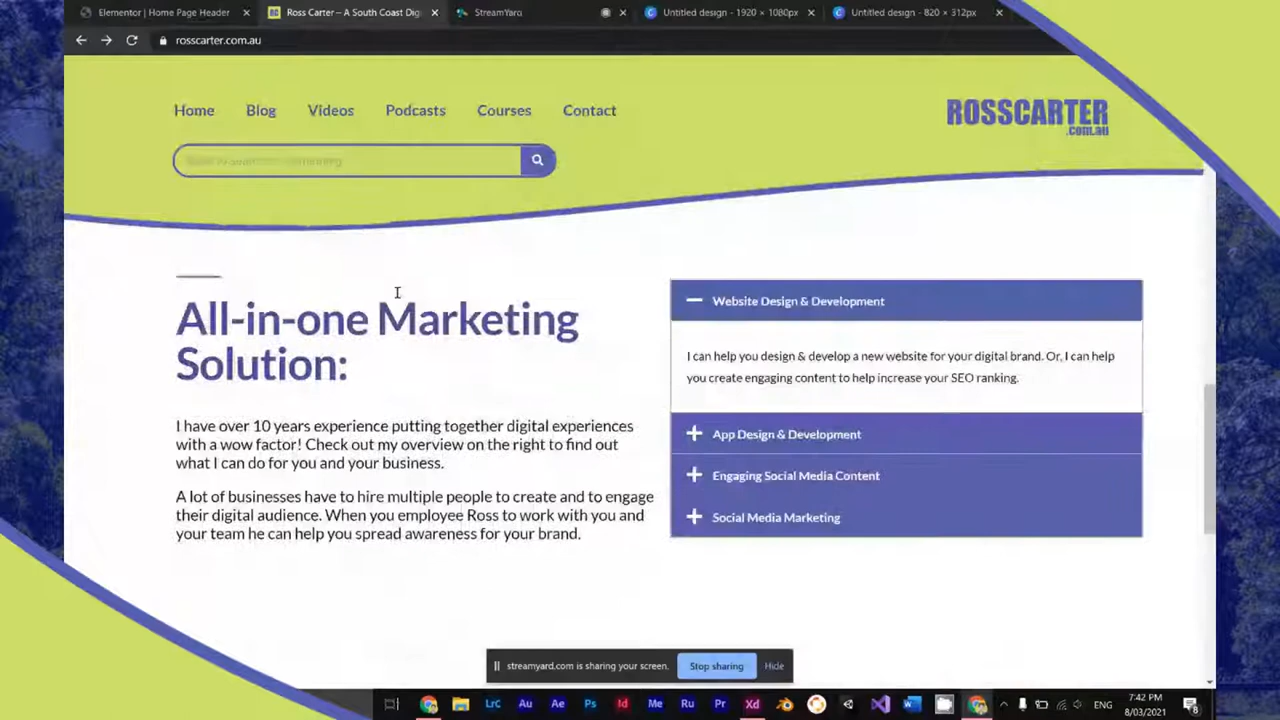 Elementor | Home Page Header
Ross Carter – A South Coast Dig
StreamYard
Untitled design - 1920 × 1080px
Untitled design - 820 × 312px
rosscarter.com.au
Home Blog Videos Podcasts Courses Contact
ROSSCARTER
.com.au
All-in-one Marketing
Solution:
I have over 10 years experience putting together digital experiences
with a wow factor! Check out my overview on the right to find out
what I can do for you and your business.
A lot of businesses have to hire multiple people to create and to engage
their digital audience. When you employee Ross to work with you and
your team he can help you spread awareness for your brand.
Website Design & Development
I can help you design & develop a new website for your digital brand. Or, I can help
you create engaging content to help increase your SEO ranking.
App Design & Development
Engaging Social Media Content
Social Media Marketing
streamyard.com is sharing your screen. Stop sharing Hide
LrC Au Ae Ps Id Me Ru Pr Xd
ENG
7:42 PM
8/03/2021
8